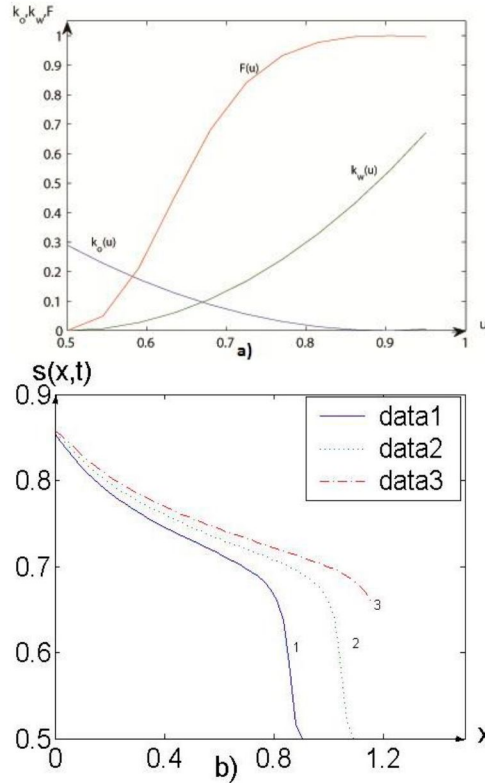 k_o,k_w,F
1
0.9
0.8
0.7
0.6
0.5
0.4
0.3
0.2
0.1
0
F(u)
k_w(u)
k_o(u)
0.5 0.6 0.7 0.8 0.9 1
u
a)
s(x,t)
0.9
0.8
0.7
0.6
0.5
data1
data2
data3
1 2 3
0 0.4 0.8 1.2
x
b)